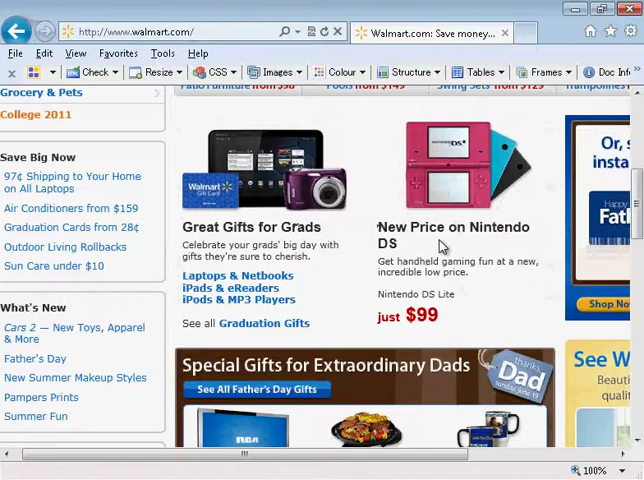 http://www.walmart.com/
Walmart.com: Save money...
File Edit View Favorites Tools Help
x Check Resize CSS Images Colour Structure Tables Frames Doc Info
Patio Furniture from $98 Pools from $149 Swing Sets from $129 Trampolines
Grocery & Pets
College 2011
Save Big Now
97¢ Shipping to Your Home
on All Laptops
Air Conditioners from $159
Graduation Cards from 28¢
Outdoor Living Rollbacks
Sun Care under $10
What's New
Cars 2 — New Toys, Apparel
& More
Father's Day
New Summer Makeup Styles
Pampers Prints
Summer Fun
Walmart
Gift Card
Great Gifts for Grads
Celebrate your grads' big day with
gifts they're sure to cherish.
Laptops & Netbooks
iPads & eReaders
iPods & MP3 Players
See all Graduation Gifts
New Price on Nintendo
DS
Get handheld gaming fun at a new,
incredible low price.
Nintendo DS Lite
just $99
Or, s
insta
Happy
Fath
Shop Now
Special Gifts for Extraordinary Dads
See All Father's Day Gifts
thanks
Dad
sunday, june 19
RCA
See W
Beauti
quali
100%